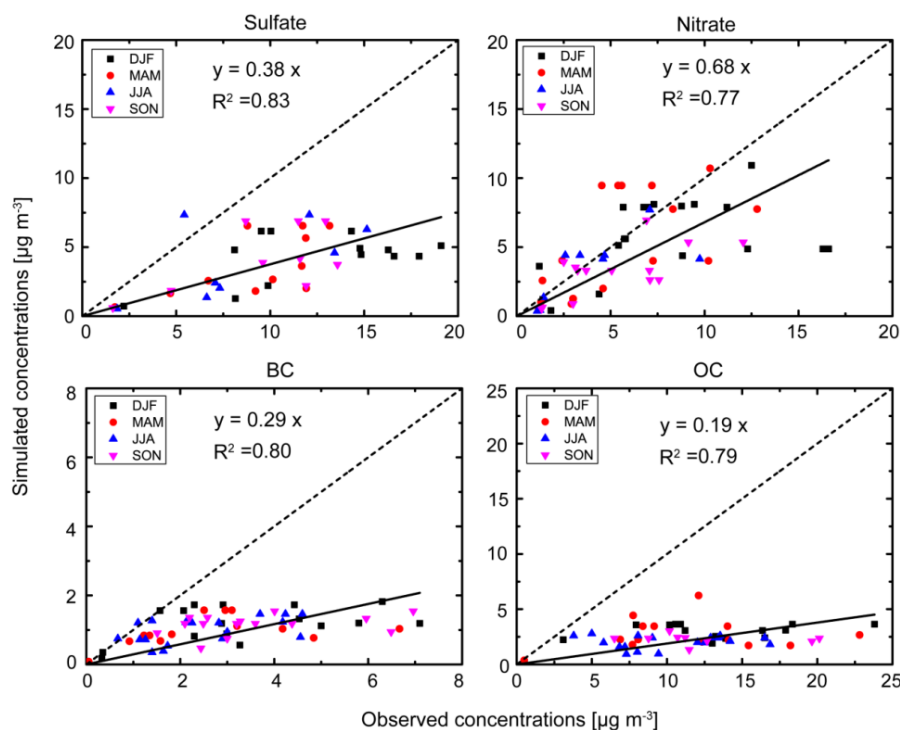 Sulfate
Nitrate
20
15
10
5
0
DJF
MAM
JJA
SON
y = 0.38 x
R² =0.83
0 5 10 15 20
20
15
10
5
0
DJF
MAM
JJA
SON
y = 0.68 x
R² =0.77
0 5 10 15 20
BC
OC
8
6
4
2
0
DJF
MAM
JJA
SON
y = 0.29 x
R² =0.80
0 2 4 6 8
25
20
15
10
5
0
DJF
MAM
JJA
SON
y = 0.19 x
R² =0.79
0 5 10 15 20 25
Simulated concentrations [µg m⁻³]
Observed concentrations [µg m⁻³]